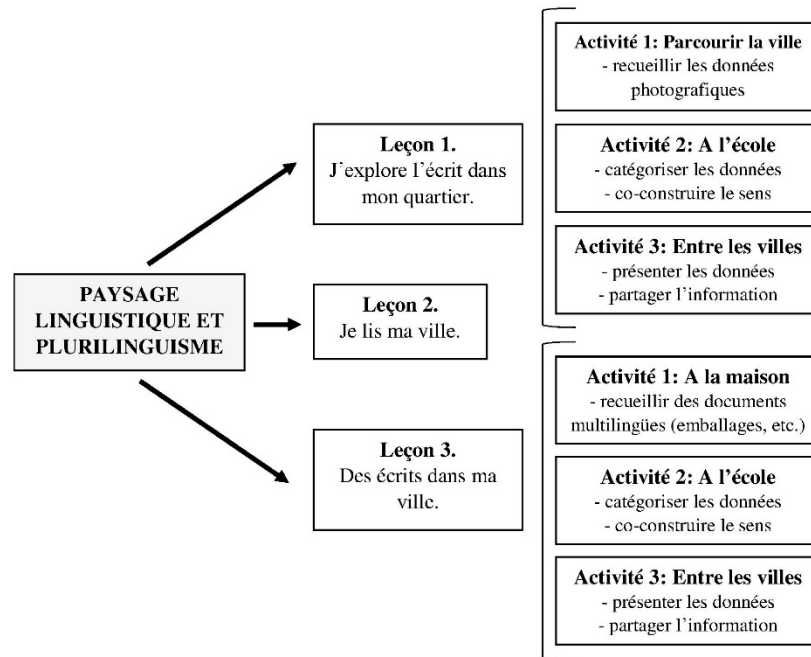 PAYSAGE
LINGUISTIQUE ET
PLURILINGUISME
Leçon 1.
J'explore l'écrit dans
mon quartier.
Leçon 2.
Je lis ma ville.
Leçon 3.
Des écrits dans ma
ville.
Activité 1: Parcourir la ville
- recueillir les données
photografiques
Activité 2: A l'école
- catégoriser les données
- co-construire le sens
Activité 3: Entre les villes
- présenter les données
- partager l'information
Activité 1: A la maison
- recueillir des documents
multilingües (emballages, etc.)
Activité 2: A l'école
- catégoriser les données
- co-construire le sens
Activité 3: Entre les villes
- présenter les données
- partager l'information